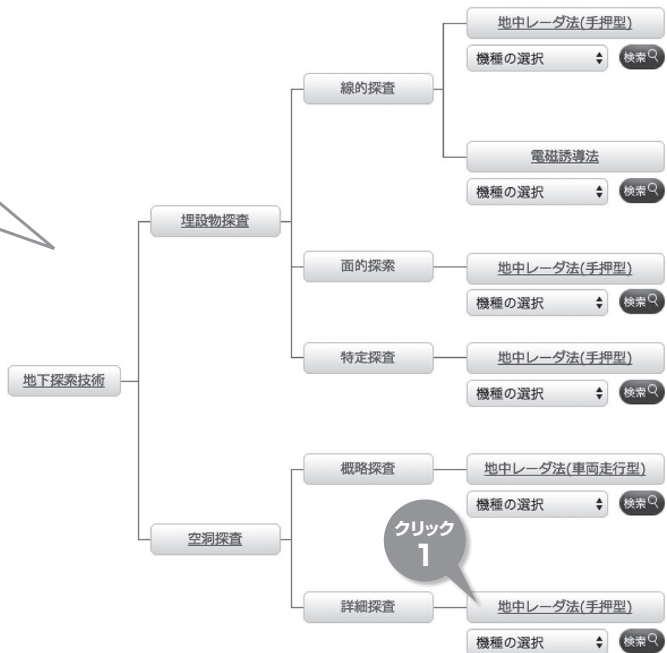 地中レーダ法(手押型)
機種の選択
検索
線的探査
電磁誘導法
機種の選択
検索
埋設物探査
面的探索
地中レーダ法(手押型)
機種の選択
検索
特定探査
地中レーダ法(手押型)
機種の選択
検索
地下探索技術
概略探査
地中レーダ法(車両走行型)
機種の選択
検索
空洞探査
クリック
1
詳細探査
地中レーダ法(手押型)
機種の選択
検索